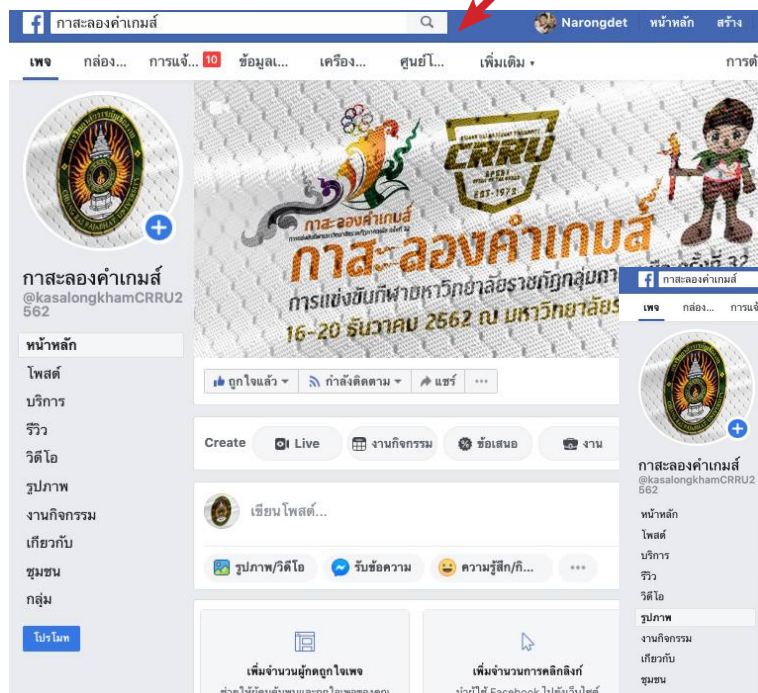 กาสะลองคำเกมส์
Narongdet หน้าหลัก สร้าง
เพจ กล่อง... การแจ้... 10 ข้อมูลเ... เครือง... ศูนย์โ... เพิ่มเติม
CRRU
EST-1972
กาสะลองคำเกมส์
กาสะลองคำเกมส์
การแข่งขันกีฬามหาวิทยาลัยราชภัฏกลุ่มภา ครั้งที่ 32
16-20 ธันวาคม 2562 ณ มหาวิทยาลัยร
กาสะลองคำเกมส์
@kasalongkhamCRRU2
562
หน้าหลัก
โพสต์
บริการ
รีวิว
วิดีโอ
รูปภาพ
งานกิจกรรม
เกี่ยวกับ
ชุมชน
กลุ่ม
โปรโมท
ถูกใจแล้ว กำลังติดตาม แชร์ ...
Create Live งานกิจกรรม ข้อเสนอ งาน
เขียนโพสต์...
รูปภาพ/วิดีโอ รับข้อความ ความรู้สึก/กิ... ...
เพิ่มจำนวนผู้กดถูกใจเพจ
เพิ่มจำนวนการคลิกลิงก์
กาสะลองคำเกมส์
เพจ กล่อง... การแจ้
กาสะลองคำเกมส์
@kasalongkhamCRRU2
562
หน้าหลัก
โพสต์
บริการ
รีวิว
วิดีโอ
รูปภาพ
งานกิจกรรม
เกี่ยวกับ
ชุมชน